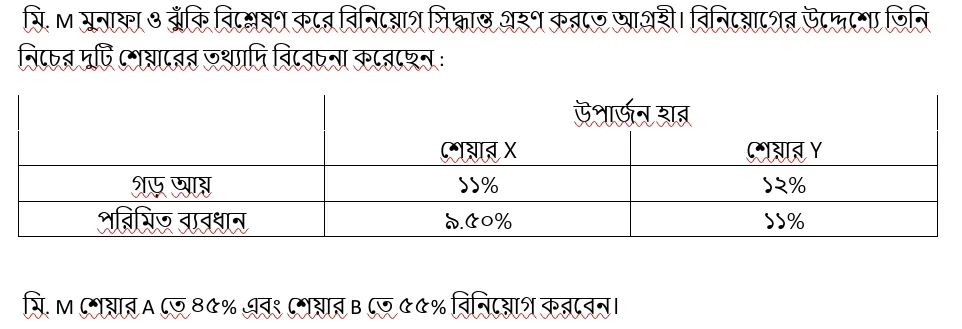 মি. M মুনাফা ও ঝুঁকি বিশ্লেষণ করে বিনিয়োগ সিদ্ধান্ত গ্রহণ করতে আগ্রহী। বিনিয়োগের উদ্দেশ্যে তিনি
নিচের দুটি শেয়ারের তথ্যাদি বিবেচনা করেছেন :
উপার্জন হার
শেয়ার X শেয়ার Y
গড় আয় ১১% ১২%
পরিমিত ব্যবধান ৯.৫০% ১১%
মি. M শেয়ার A তে ৪৫% এবং শেয়ার B তে ৫৫% বিনিয়োগ করবেন।